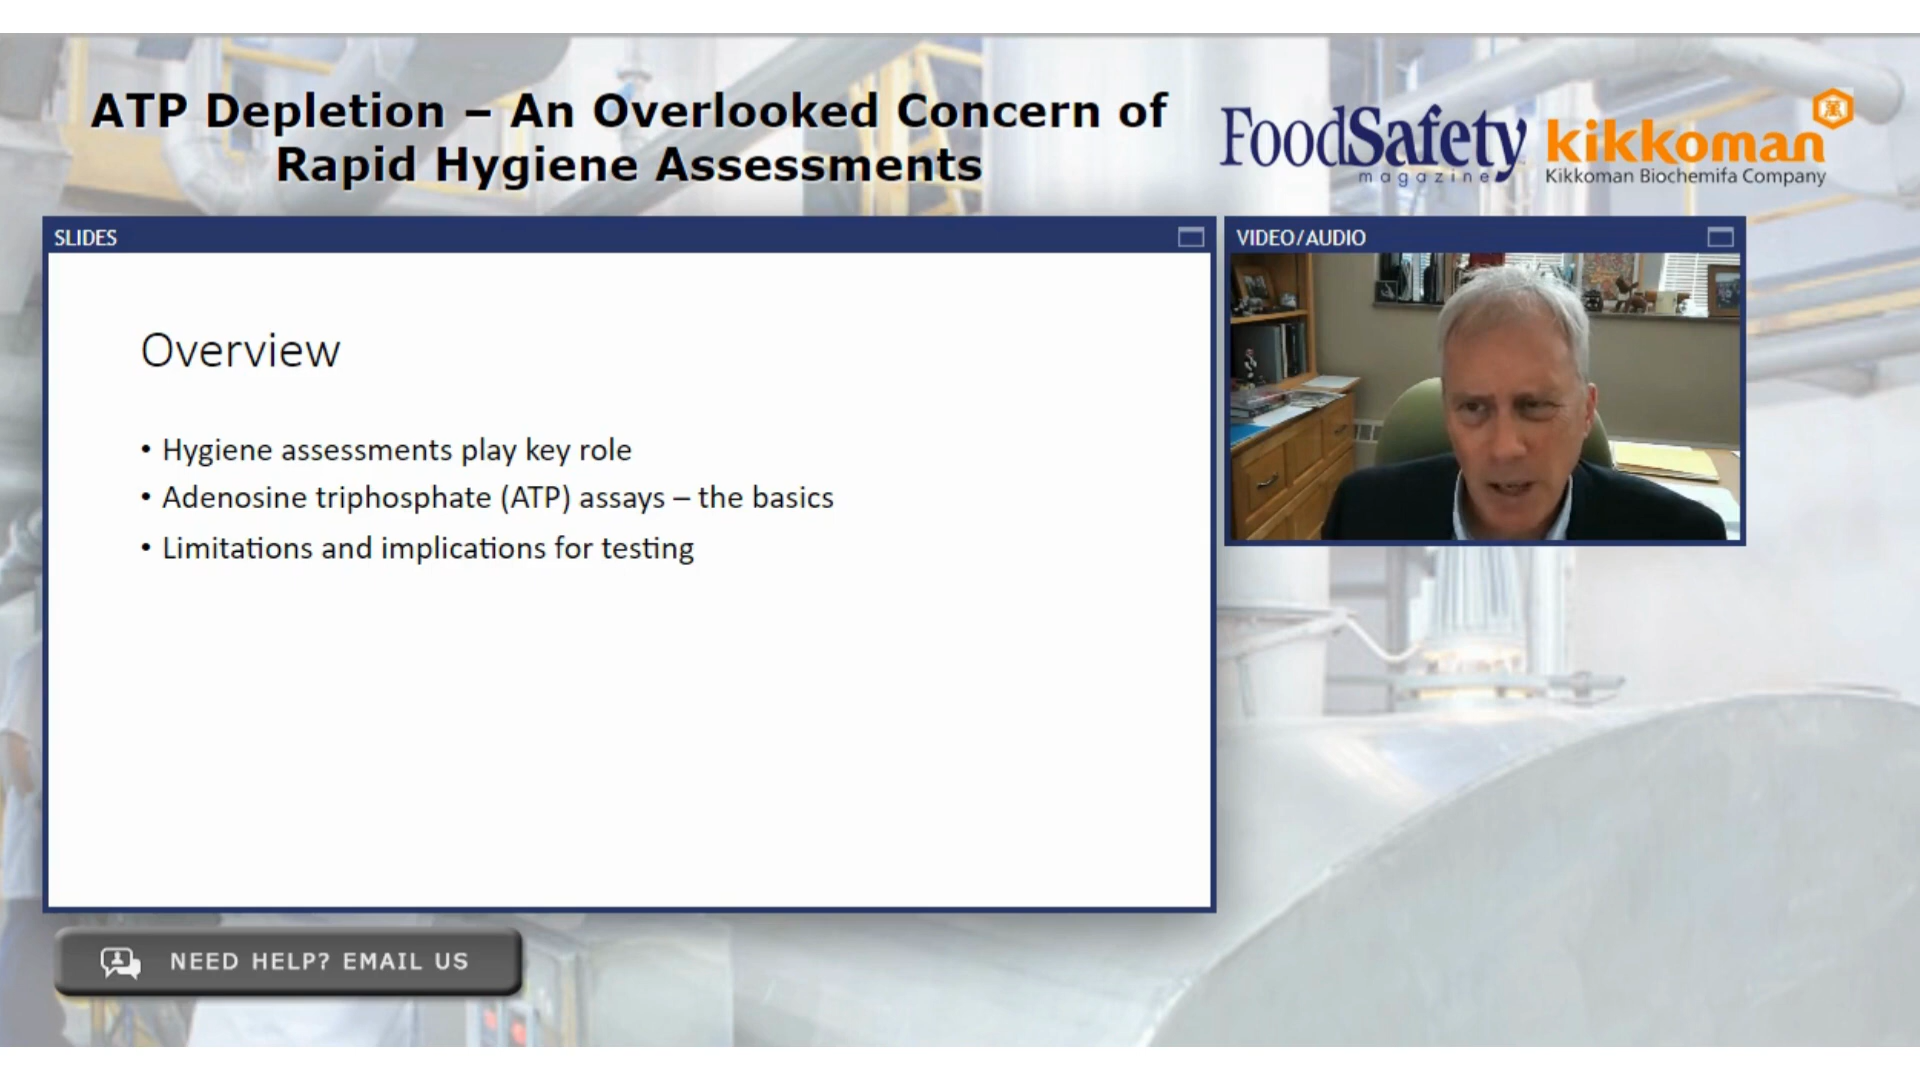 ATP Depletion – An Overlooked Concern of
Rapid Hygiene Assessments
FoodSafety
magazine
kikkoman
Kikkoman Biochemifa Company
SLIDES
VIDEO/AUDIO
Overview
• Hygiene assessments play key role
• Adenosine triphosphate (ATP) assays – the basics
• Limitations and implications for testing
NEED HELP? EMAIL US